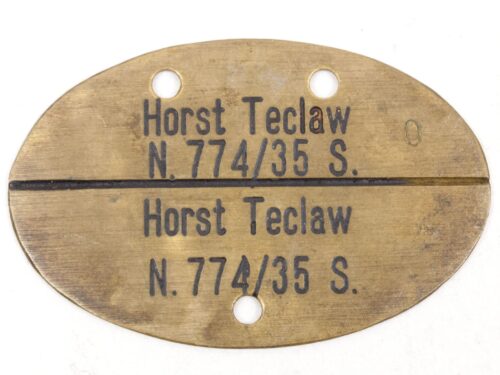 Horst Teclaw
N. 774/35 S.
O
Horst Teclaw
N. 774/35 S.